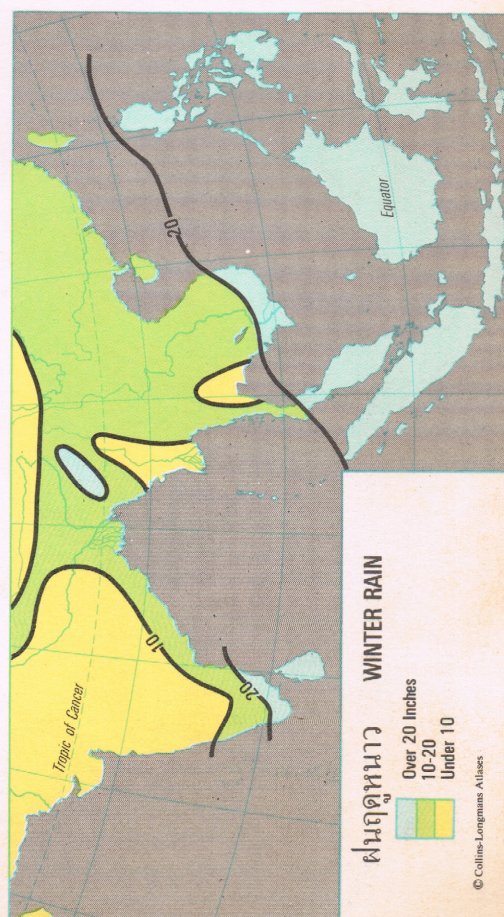 20
Equator
10
20
Tropic of Cancer
ฝนฤดูหนาว WINTER RAIN
Over 20 Inches
10-20
Under 10
© Collins-Longmans Atlases